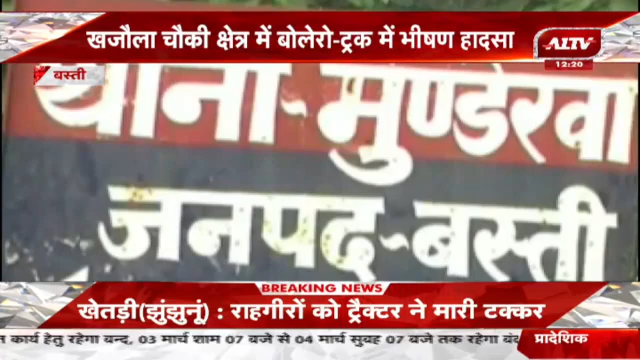 खजौला चौकी क्षेत्र में बोलेरो-ट्रक में भीषण हादसा
ALTV
12:20
बस्ती
थाना-मुण्डेरवा
जनपद-बस्ती
BREAKING NEWS
खेतड़ी(झुंझुनूं) : राहगीरों को ट्रैक्टर ने मारी टक्कर
कार्य हेतु रहेगा बन्द, 03 मार्च शाम 07 बजे से 04 मार्च सुबह 07 बजे तक रहेगा
प्रादेशिक